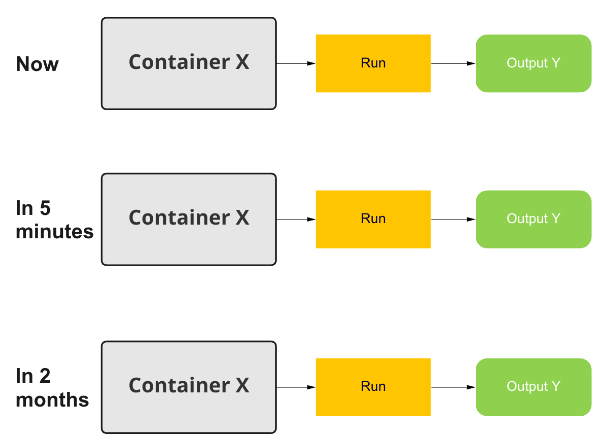 Now
Container X
Run
Output Y
In 5
minutes
Container X
Run
Output Y
In 2
months
Container X
Run
Output Y